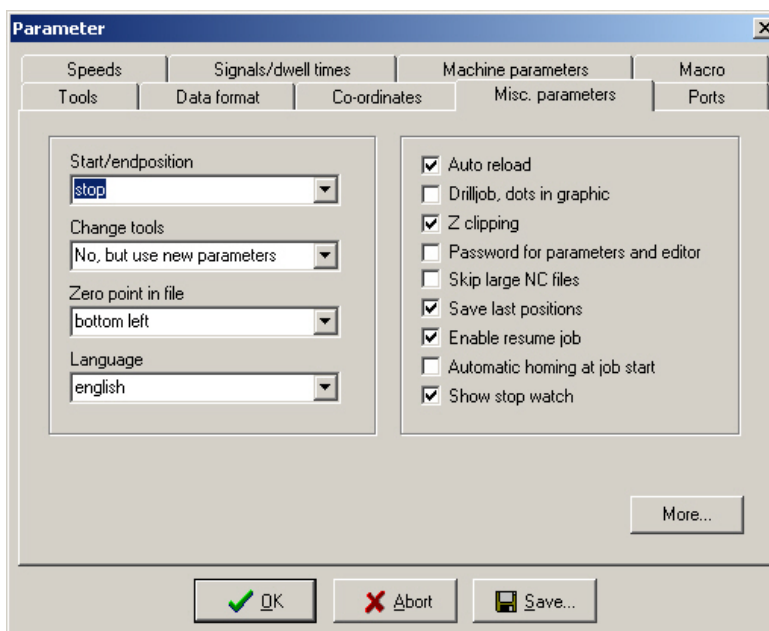 Parameter
Speeds Signals/dwell times Machine parameters Macro
Tools Data format Co-ordinates Misc. parameters Ports
Start/endposition
stop
Change tools
No, but use new parameters
Zero point in file
bottom left
Language
english
Auto reload
Drilljob, dots in graphic
Z clipping
Password for parameters and editor
Skip large NC files
Save last positions
Enable resume job
Automatic homing at job start
Show stop watch
More...
OK Abort Save...